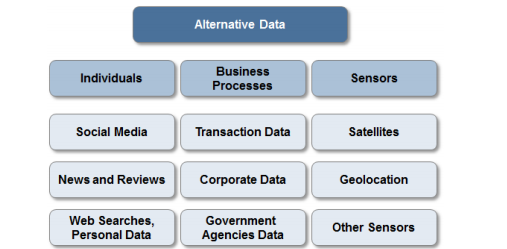 Alternative Data
Individuals
Business
Processes
Sensors
Social Media
Transaction Data
Satellites
News and Reviews
Corporate Data
Geolocation
Web Searches,
Personal Data
Government
Agencies Data
Other Sensors